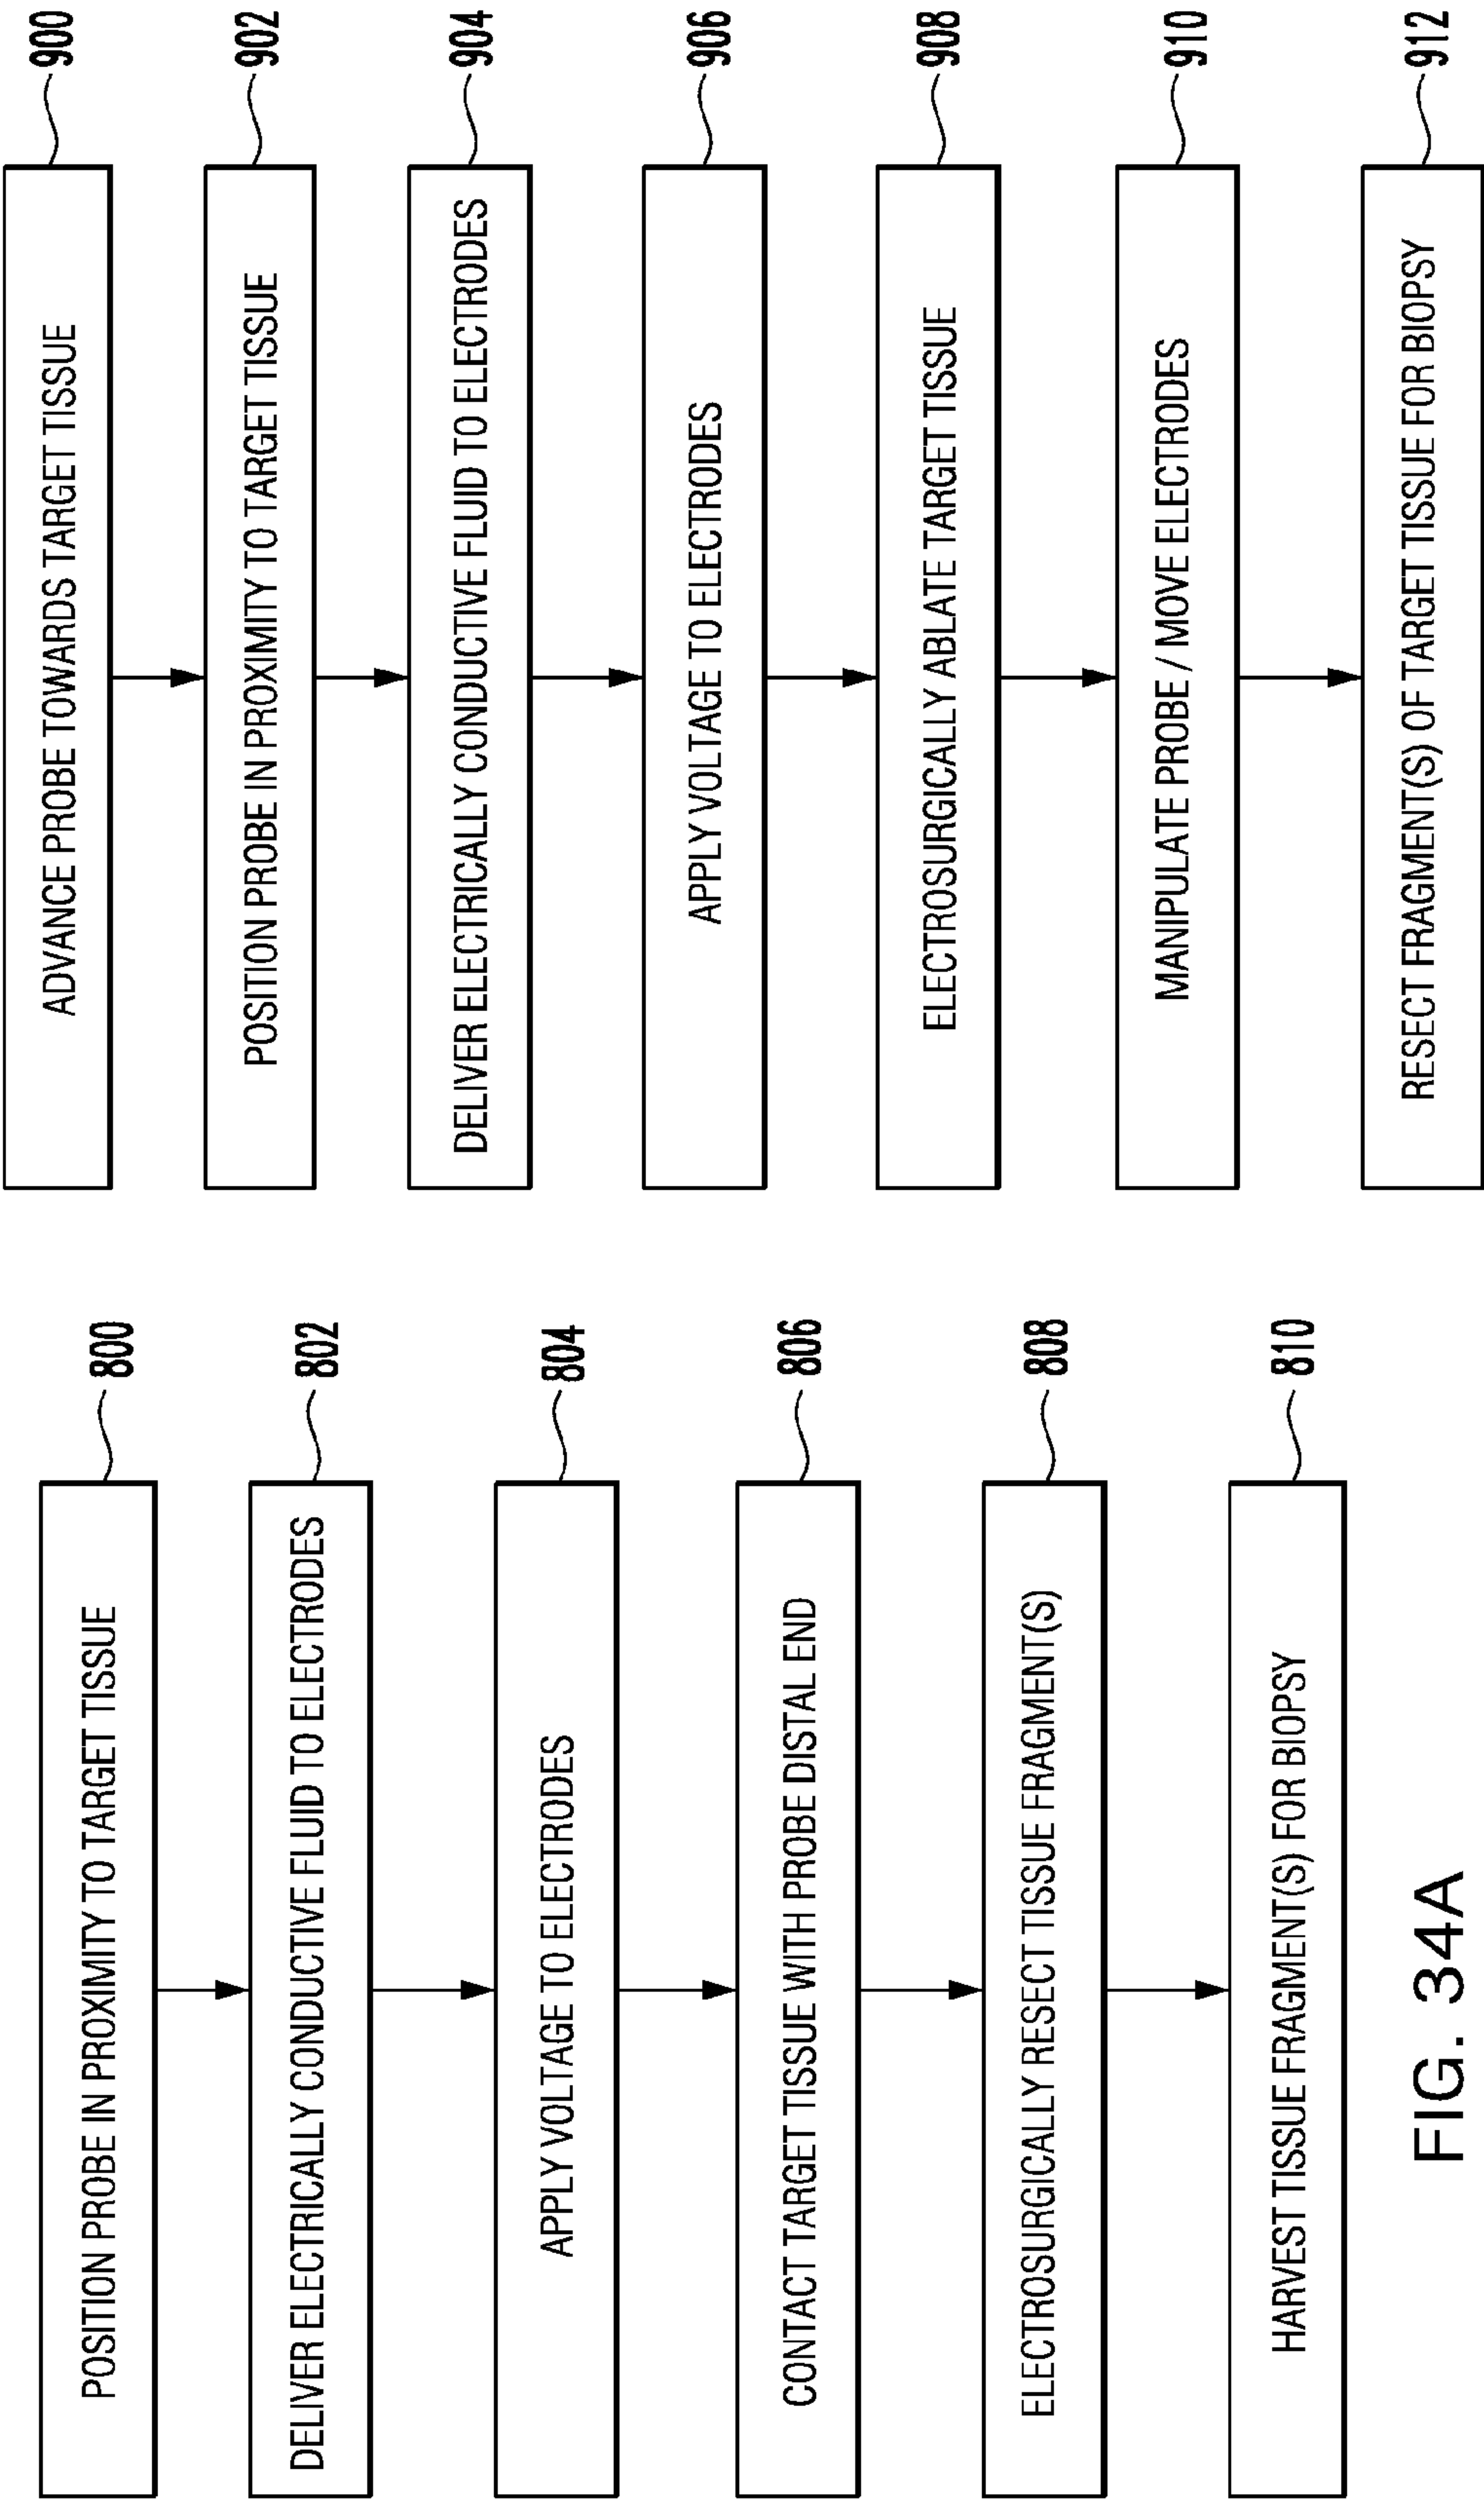 POSITION PROBE IN PROXIMITY TO TARGET TISSUE
800
DELIVER ELECTRICALLY CONDUCTIVE FLUID TO ELECTRODES
802
APPLY VOLTAGE TO ELECTRODES
804
CONTACT TARGET TISSUE WITH PROBE DISTAL END
806
ELECTROSURGICALLY RESECT TISSUE FRAGMENT(S)
808
HARVEST TISSUE FRAGMENT(S) FOR BIOPSY
810
FIG. 34A
ADVANCE PROBE TOWARDS TARGET TISSUE
900
POSITION PROBE IN PROXIMITY TO TARGET TISSUE
902
DELIVER ELECTRICALLY CONDUCTIVE FLUID TO ELECTRODES
904
APPLY VOLTAGE TO ELECTRODES
906
ELECTROSURGICALLY ABLATE TARGET TISSUE
908
MANIPULATE PROBE / MOVE ELECTRODES
910
RESECT FRAGMENT(S) OF TARGET TISSUE FOR BIOPSY
912